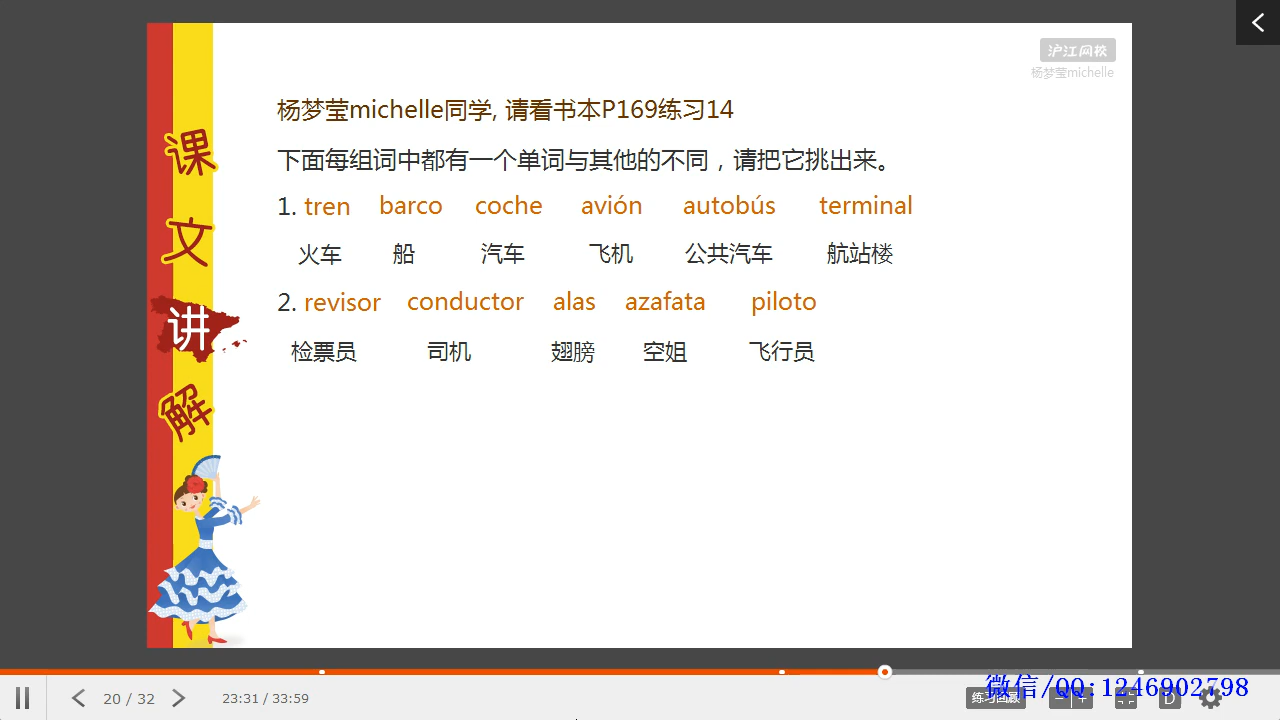 沪江网校
杨梦莹michelle
杨梦莹michelle同学, 请看书本P169练习14
下面每组词中都有一个单词与其他的不同，请把它挑出来。
1. tren barco coche avión autobús terminal
火车 船 汽车 飞机 公共汽车 航站楼
2. revisor conductor alas azafata piloto
检票员 司机 翅膀 空姐 飞行员
课
文
讲
解
20 / 32 23:31 / 33:59
微信/QQ:1246902798